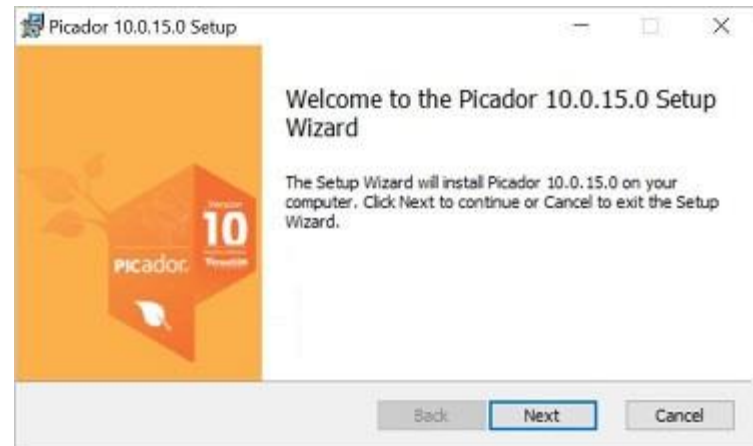 Picador 10.0.15.0 Setup
Welcome to the Picador 10.0.15.0 Setup
Wizard
The Setup Wizard will install Picador 10.0.15.0 on your
computer. Click Next to continue or Cancel to exit the Setup
Wizard.
Version
10
PICador.
Back
Next
Cancel